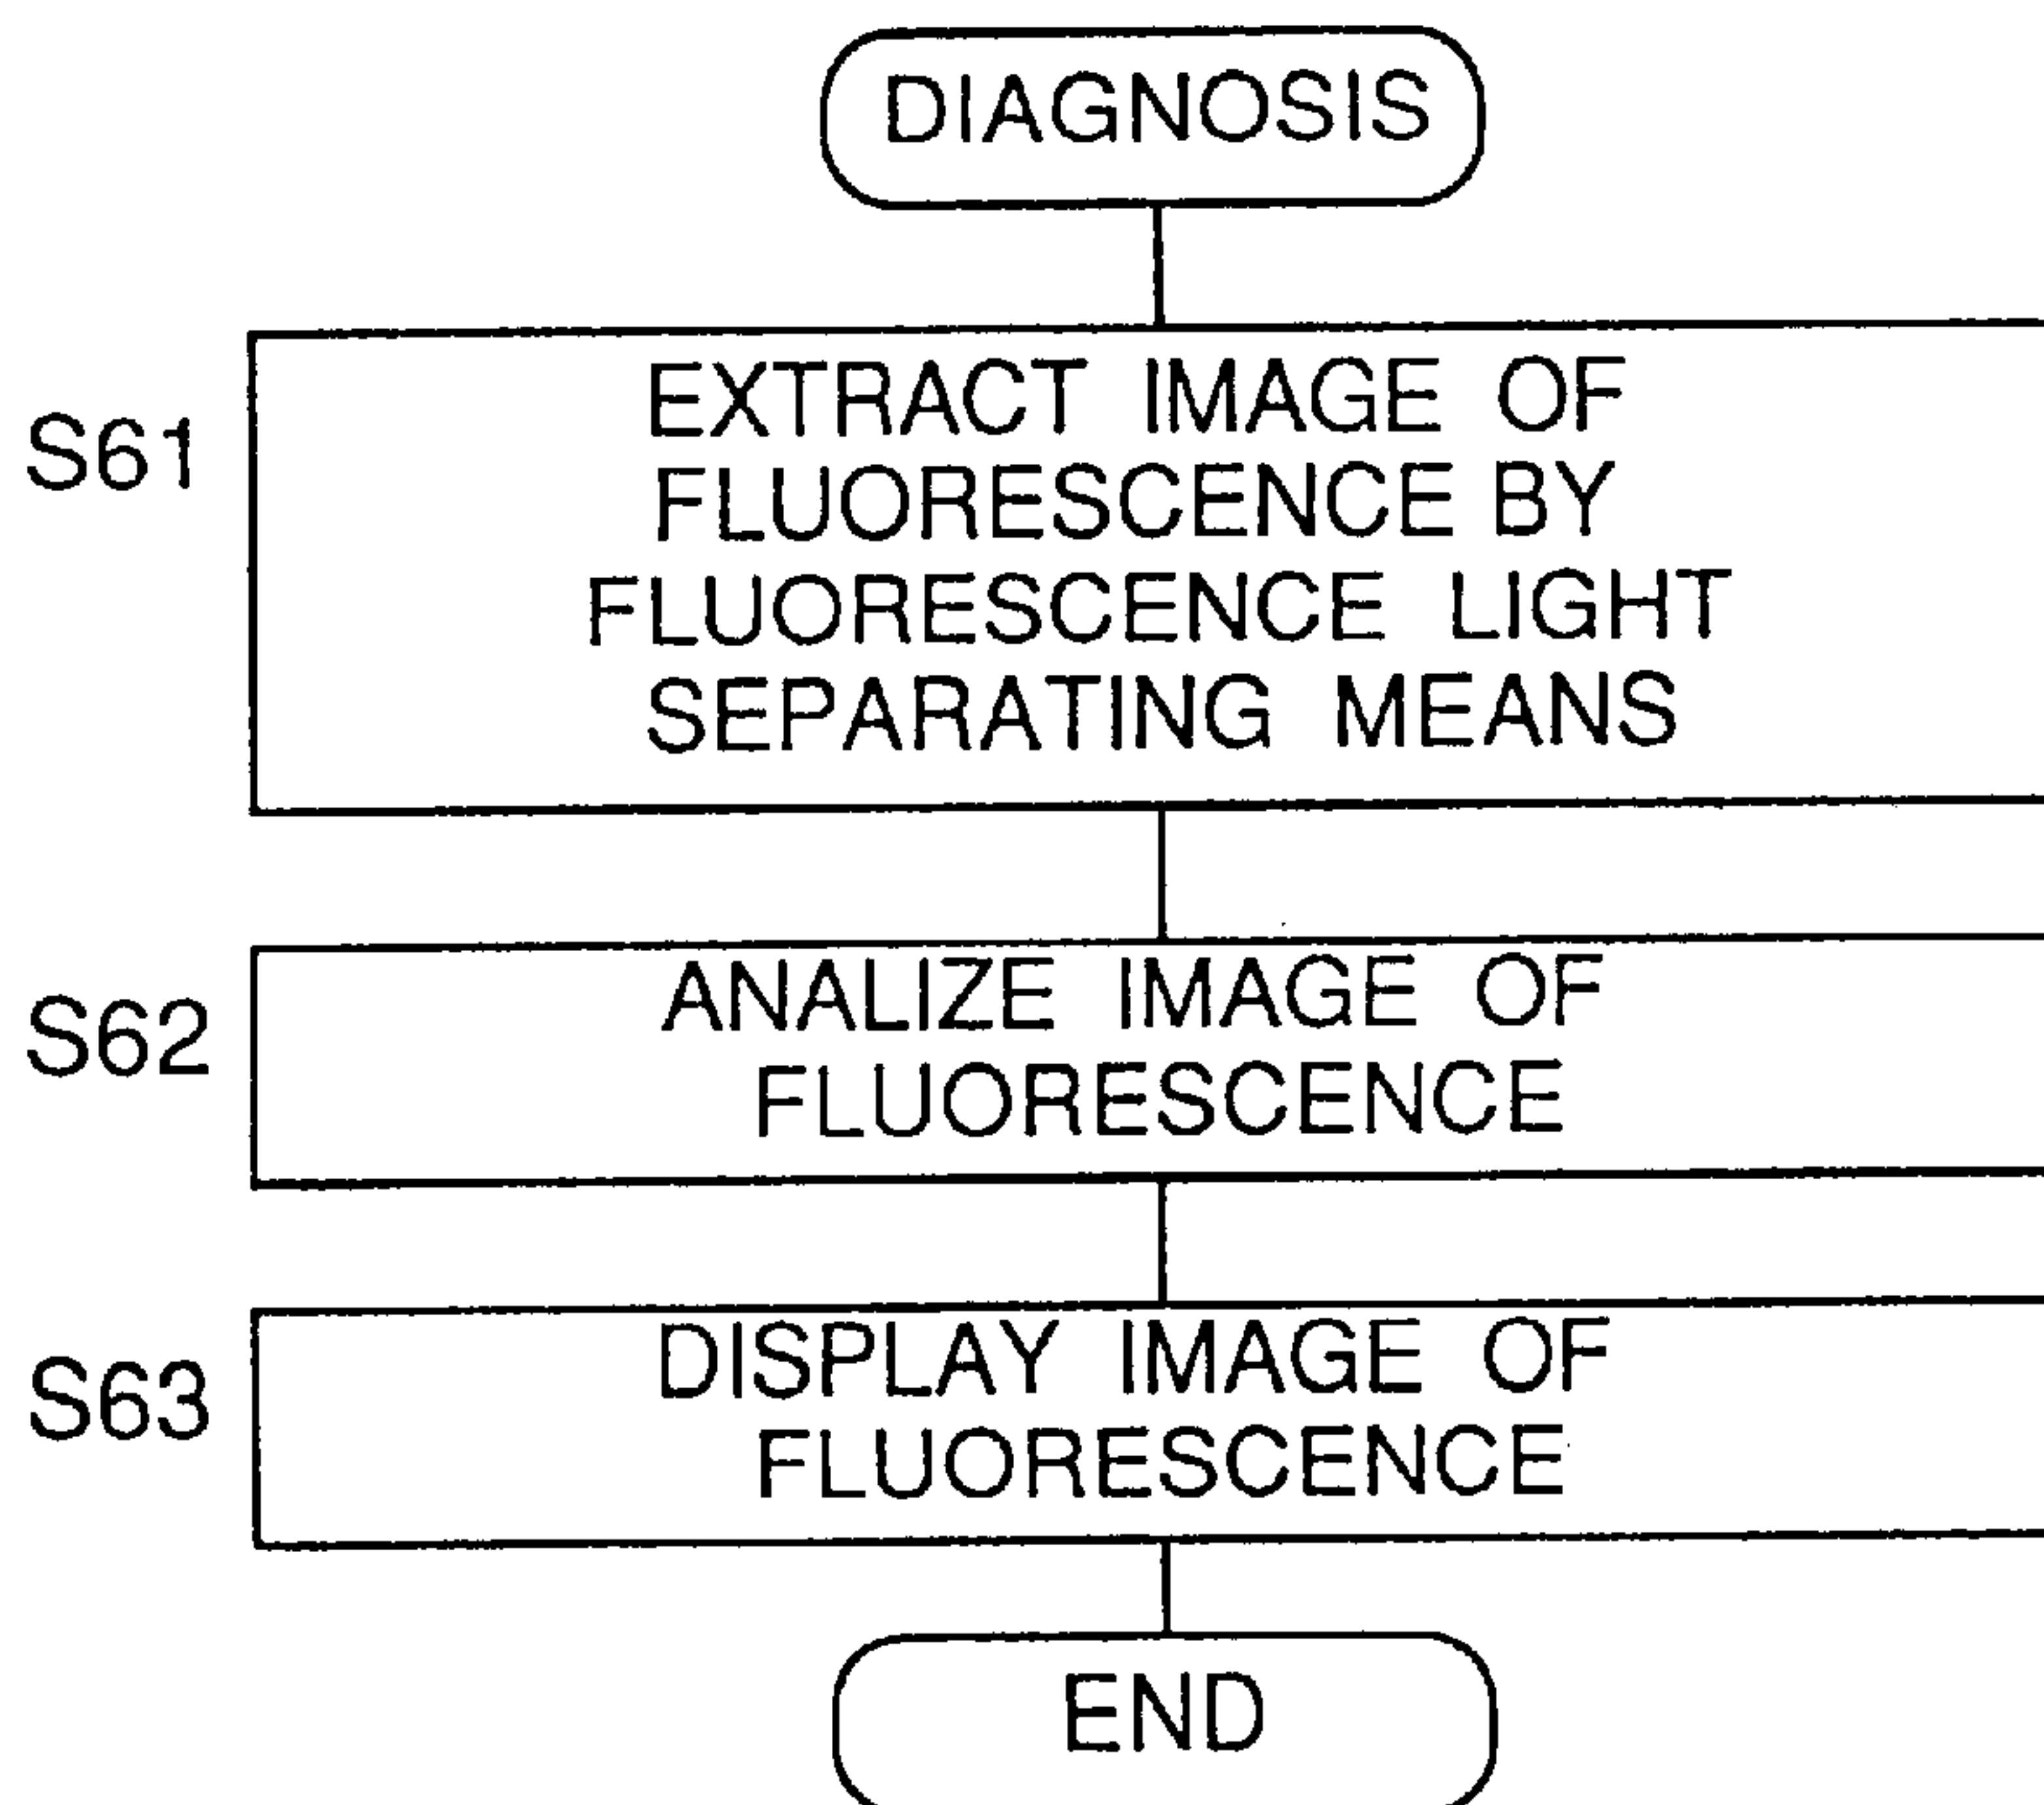 DIAGNOSIS
S61
EXTRACT IMAGE OF
FLUORESCENCE BY
FLUORESCENCE LIGHT
SEPARATING MEANS
S62
ANALIZE IMAGE OF
FLUORESCENCE
S63
DISPLAY IMAGE OF
FLUORESCENCE
END